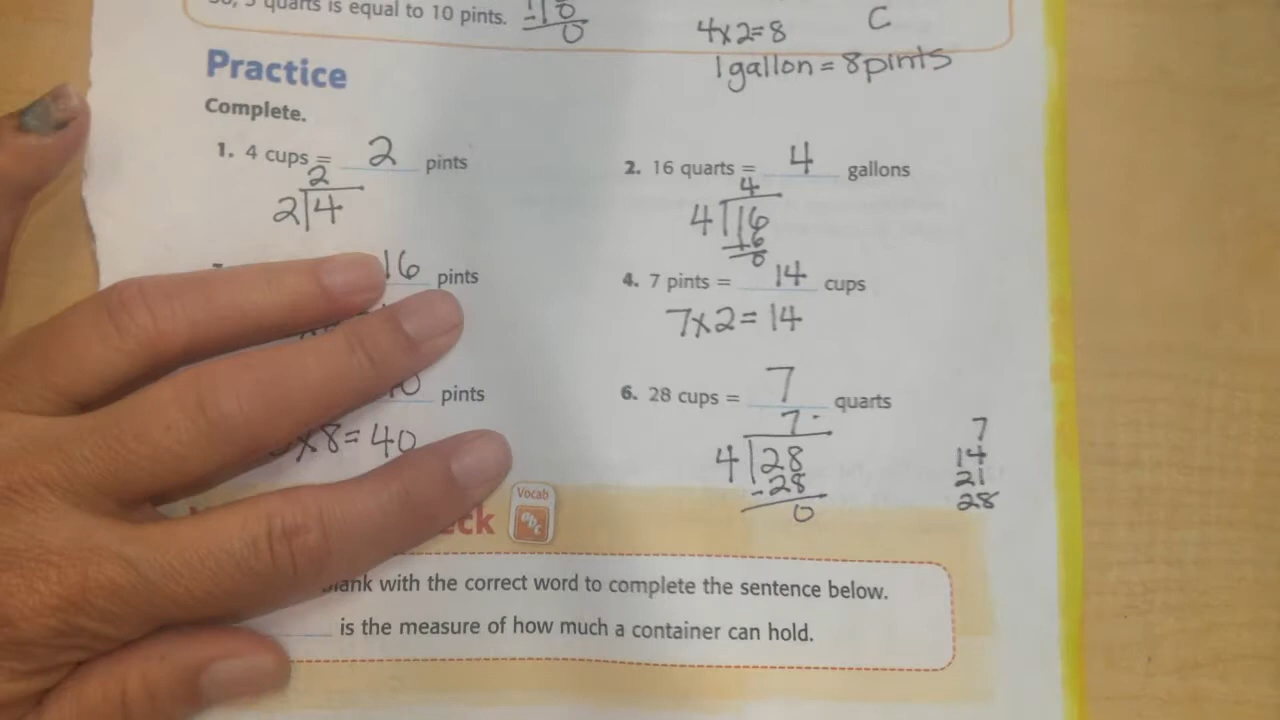 So, 5 quarts is equal to 10 pints.
-10
0
4x2=8
C
1 gallon = 8 pints
Practice
Complete.
1. 4 cups = 2 pints
2
2|4
2. 16 quarts = 4 gallons
4
4|16
16
0
16 pints
4. 7 pints = 14 cups
7x2=14
pints
x8=40
6. 28 cups = 7 quarts
7
4|28
-28
0
7
14
21
28
Vocab
abc
with the correct word to complete the sentence below.
is the measure of how much a container can hold.